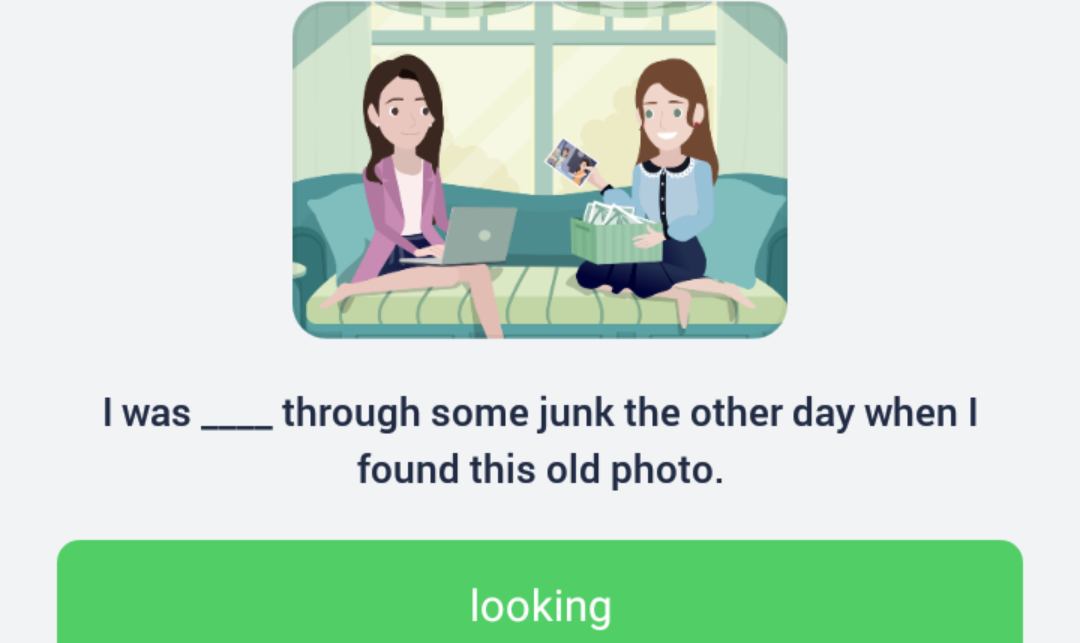 I was ____ through some junk the other day when I
found this old photo.
looking